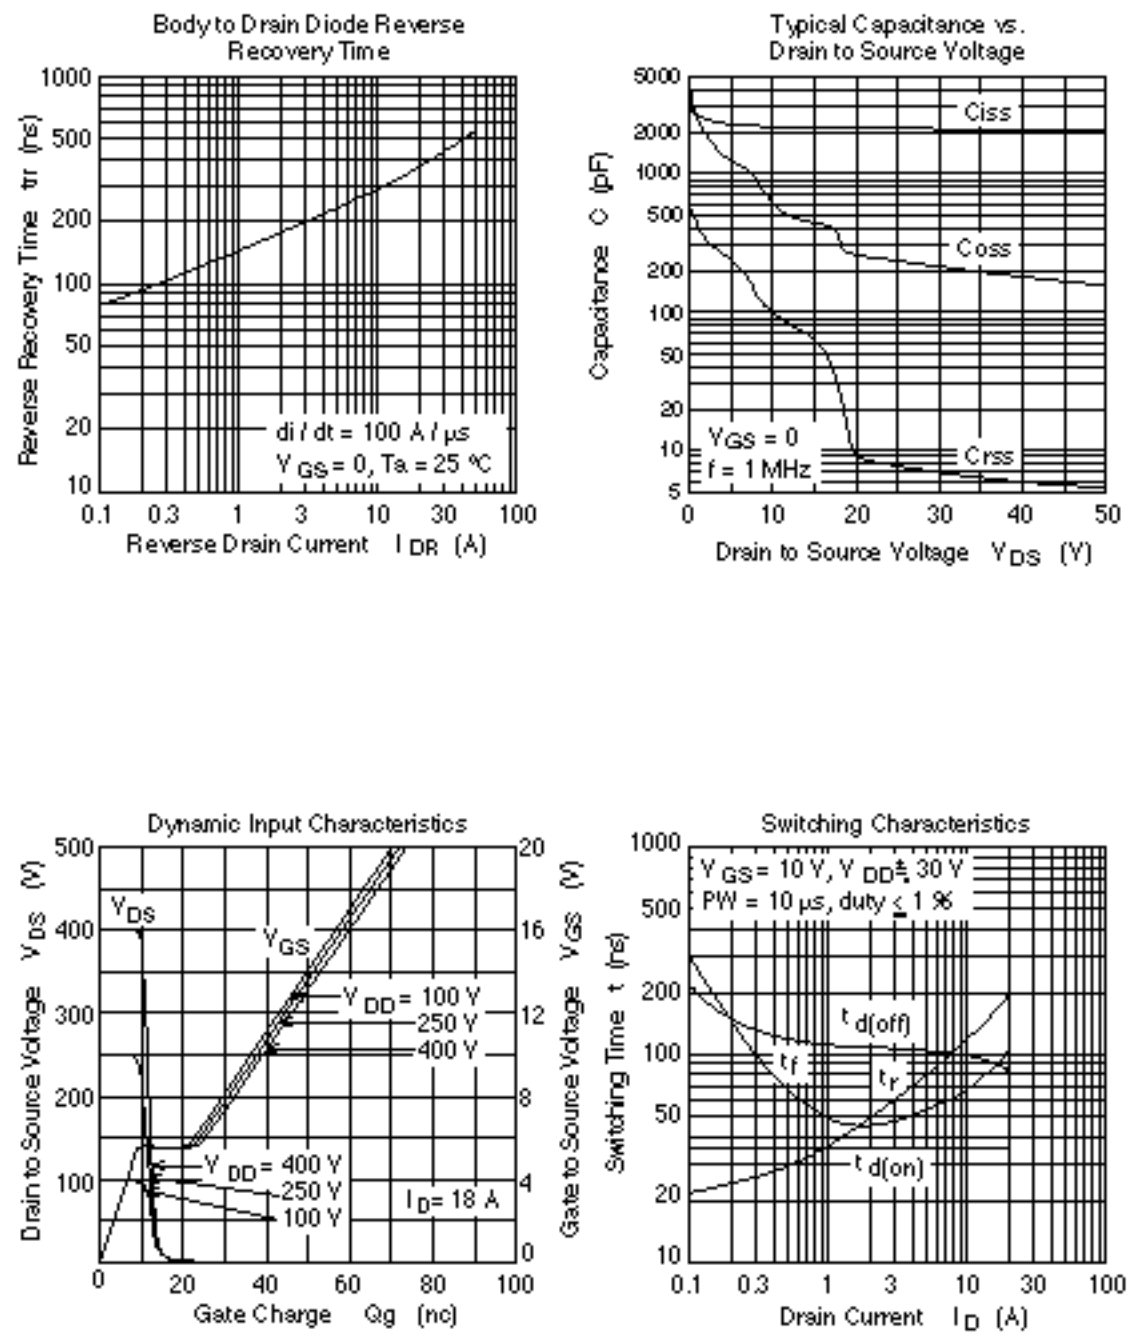 Body to Drain Diode Reverse
Recovery Time
1000
500
200
100
50
20
10
Reverse Recovery Time trr (ns)
di / dt = 100 A / µs
V GS = 0, Ta = 25 °C
0.1 0.3 1 3 10 30 100
Reverse Drain Current I DR (A)
Typical Capacitance vs.
Drain to Source Voltage
5000
2000
1000
500
200
100
50
20
10
5
Capacitance C (pF)
Ciss
Coss
Crss
VGS = 0
f = 1 MHz
0 10 20 30 40 50
Drain to Source Voltage V DS (V)
Dynamic Input Characteristics
500
400
300
200
100
0
Drain to Source Voltage V DS (V)
20
16
12
8
4
0
Gate to Source Voltage V GS (V)
V DS
V GS
V DD = 100 V
250 V
400 V
V DD = 400 V
250 V
100 V
I D = 18 A
0 20 40 60 80 100
Gate Charge Qg (nc)
Switching Characteristics
1000
500
200
100
50
20
10
Switching Time t (ns)
V GS = 10 V, V DD ≒ 30 V
PW = 10 µs, duty ≤ 1 %
t d(off)
t f
t r
t d(on)
0.1 0.3 1 3 10 30 100
Drain Current I D (A)